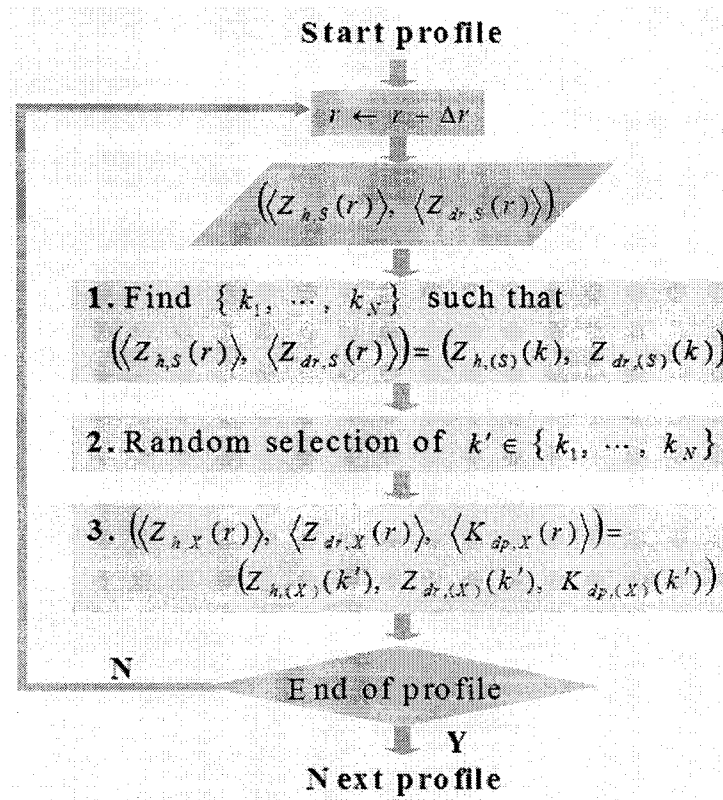 Start profile
r ← r - Δr
(⟨Z_{h,S}(r)⟩, ⟨Z_{dr,S}(r)⟩)
1. Find {k_1, ⋯, k_N} such that
(⟨Z_{h,S}(r)⟩, ⟨Z_{dr,S}(r)⟩) = (Z_{h,(S)}(k), Z_{dr,(S)}(k))
2. Random selection of k' ∈ {k_1, ⋯, k_N}
3. (⟨Z_{h,X}(r)⟩, ⟨Z_{dr,X}(r)⟩, ⟨K_{dp,X}(r)⟩) =
(Z_{h,(X)}(k'), Z_{dr,(X)}(k'), K_{dp,(X)}(k'))
N
End of profile
Y
Next profile